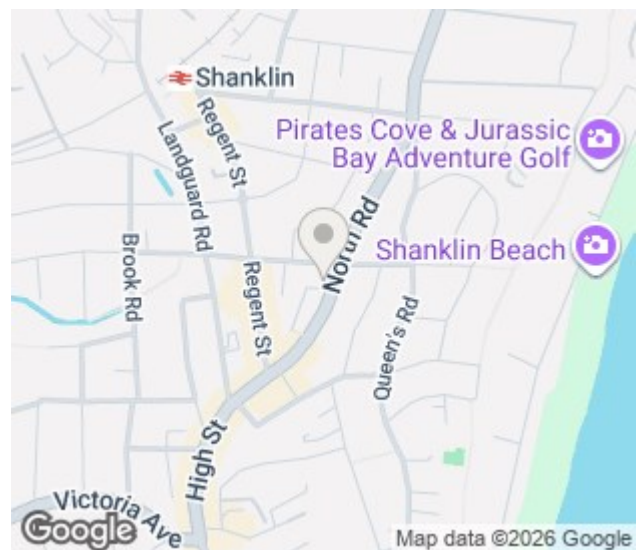 Shanklin
Regent St
Landguard Rd
Pirates Cove & Jurassic
Bay Adventure Golf
North Rd
Shanklin Beach
Brook Rd
Regent St
Queen's Rd
High St
Victoria Ave
Google
Map data ©2026 Google